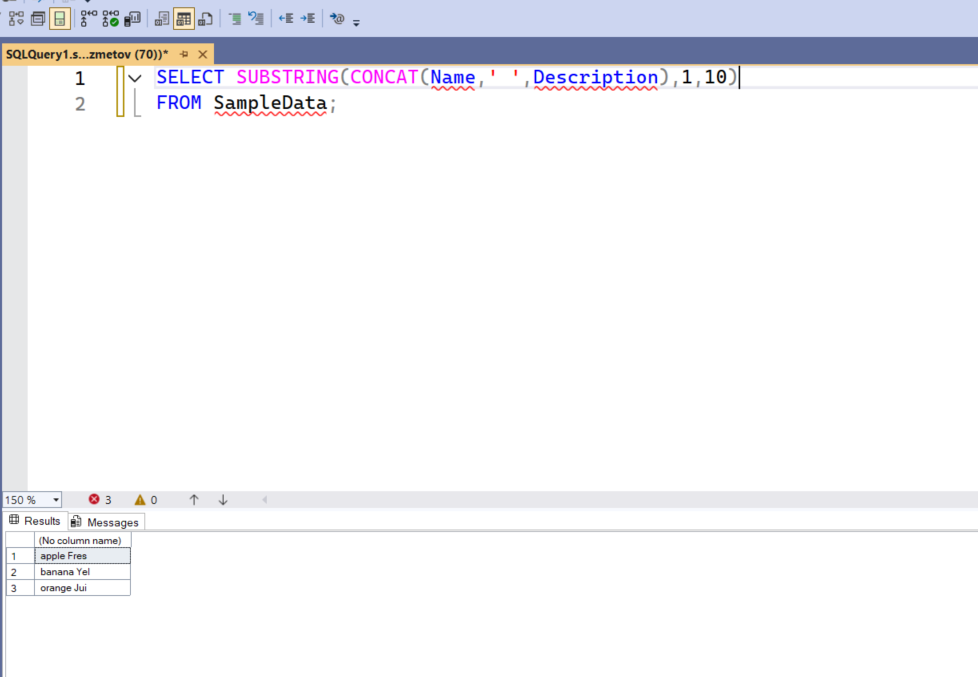 SQLQuery1.s...zmetov (70))*
1 SELECT SUBSTRING(CONCAT(Name,' ',Description),1,10)
2 FROM SampleData;
150 % 3 0
Results Messages
(No column name)
1 apple Fres
2 banana Yel
3 orange Jui